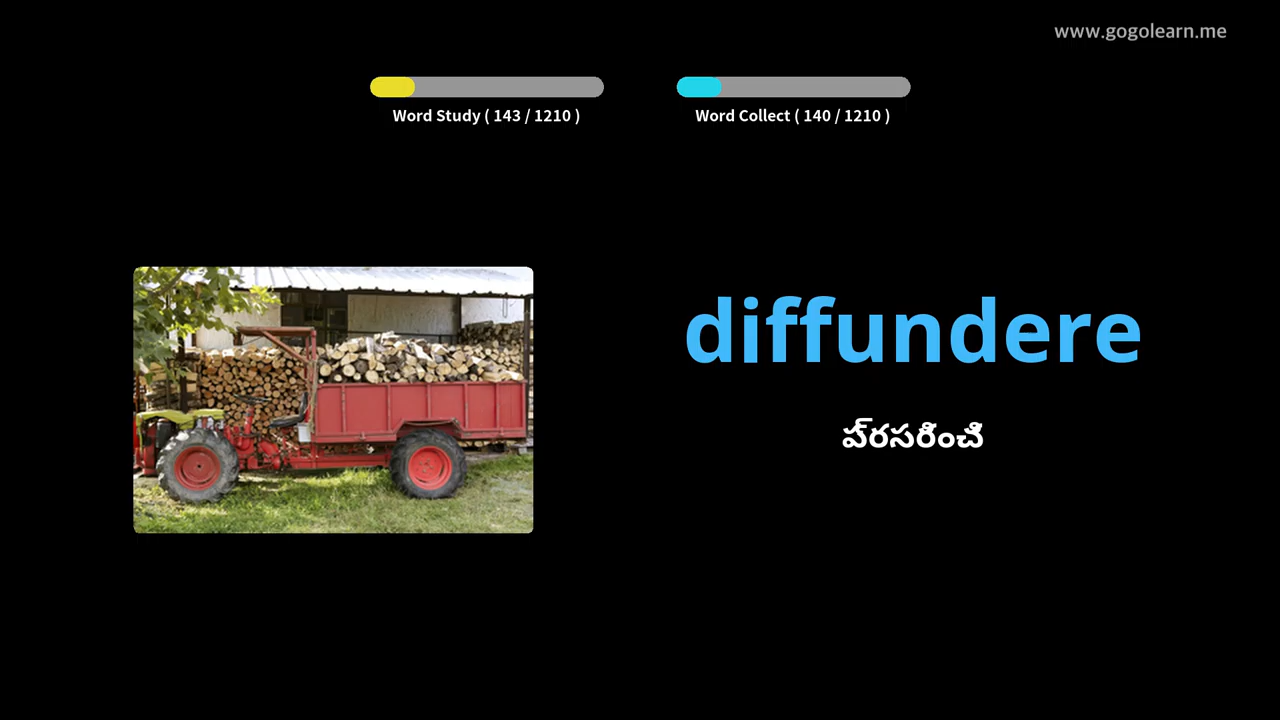 www.gogolearn.me
Word Study ( 143 / 1210 )
Word Collect ( 140 / 1210 )
diffundere
ప్రసరించి